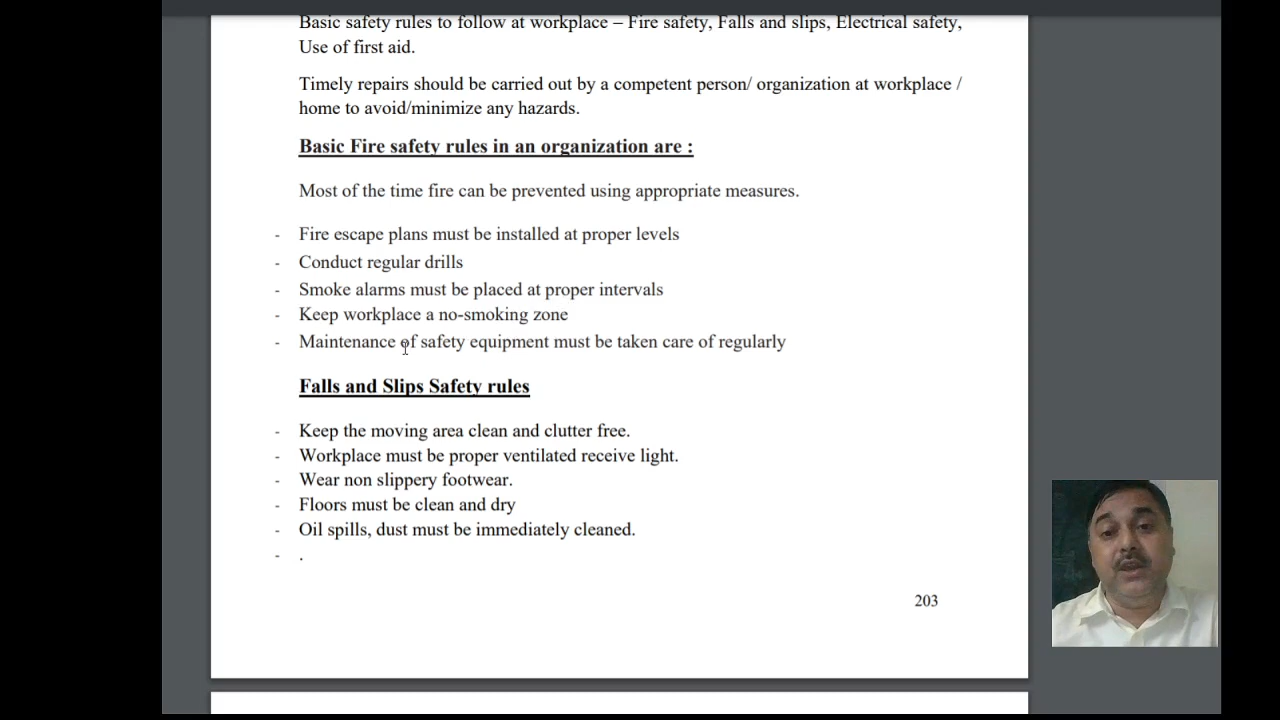 Basic safety rules to follow at workplace – Fire safety, Falls and slips, Electrical safety,
Use of first aid.
Timely repairs should be carried out by a competent person/ organization at workplace /
home to avoid/minimize any hazards.
Basic Fire safety rules in an organization are :
Most of the time fire can be prevented using appropriate measures.
- Fire escape plans must be installed at proper levels
- Conduct regular drills
- Smoke alarms must be placed at proper intervals
- Keep workplace a no-smoking zone
- Maintenance of safety equipment must be taken care of regularly
Falls and Slips Safety rules
- Keep the moving area clean and clutter free.
- Workplace must be proper ventilated receive light.
- Wear non slippery footwear.
- Floors must be clean and dry
- Oil spills, dust must be immediately cleaned.
- .
203